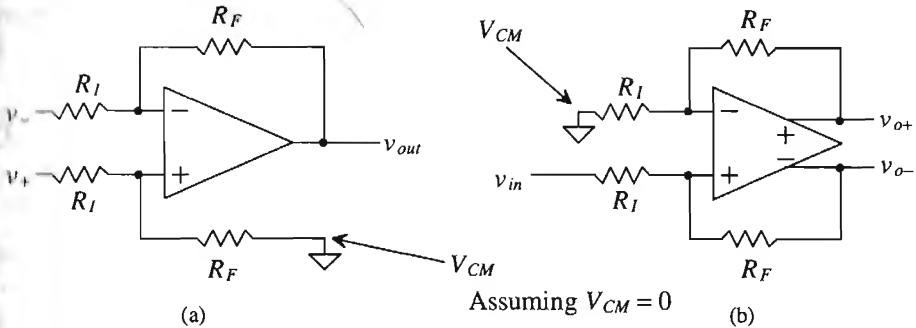 R_F
R_I
v_-
v_+
R_I
−
+
v_out
R_F
V_CM
(a)
V_CM
R_F
R_I
−
+
+
−
v_o+
v_o–
v_in
R_I
R_F
Assuming V_CM = 0
(b)